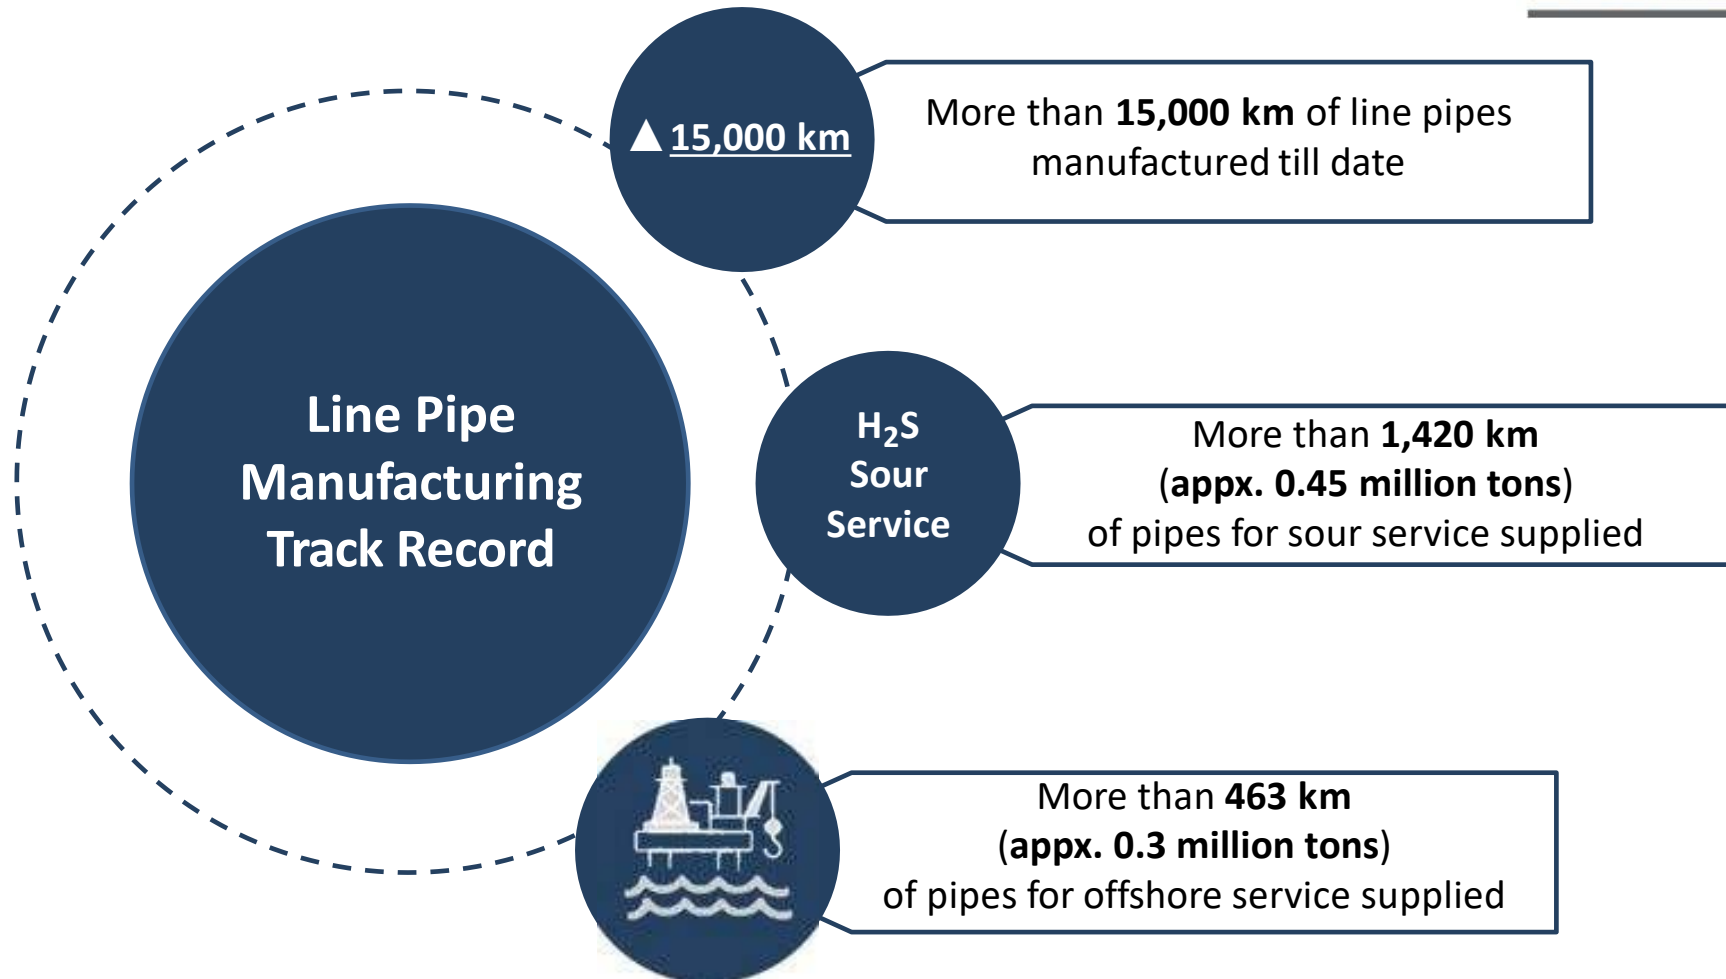 ▲ 15,000 km
More than 15,000 km of line pipes
manufactured till date
Line Pipe
Manufacturing
Track Record
H₂S
Sour
Service
More than 1,420 km
(appx. 0.45 million tons)
of pipes for sour service supplied
More than 463 km
(appx. 0.3 million tons)
of pipes for offshore service supplied